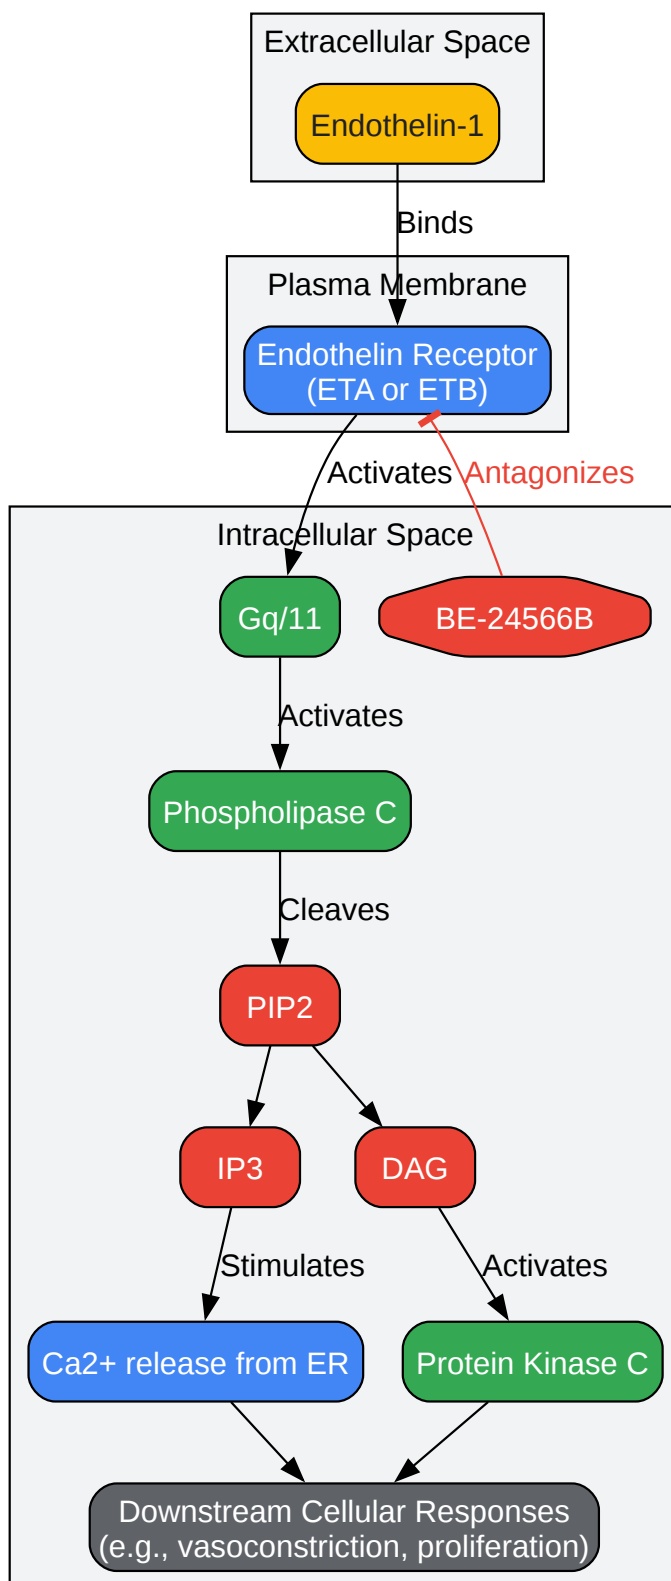 Extracellular Space
Endothelin-1
Binds
Plasma Membrane
Endothelin Receptor
(ETA or ETB)
Activates
Antagonizes
Intracellular Space
Gq/11
BE-24566B
Activates
Phospholipase C
Cleaves
PIP2
IP3
DAG
Stimulates
Activates
Ca2+ release from ER
Protein Kinase C
Downstream Cellular Responses
(e.g., vasoconstriction, proliferation)